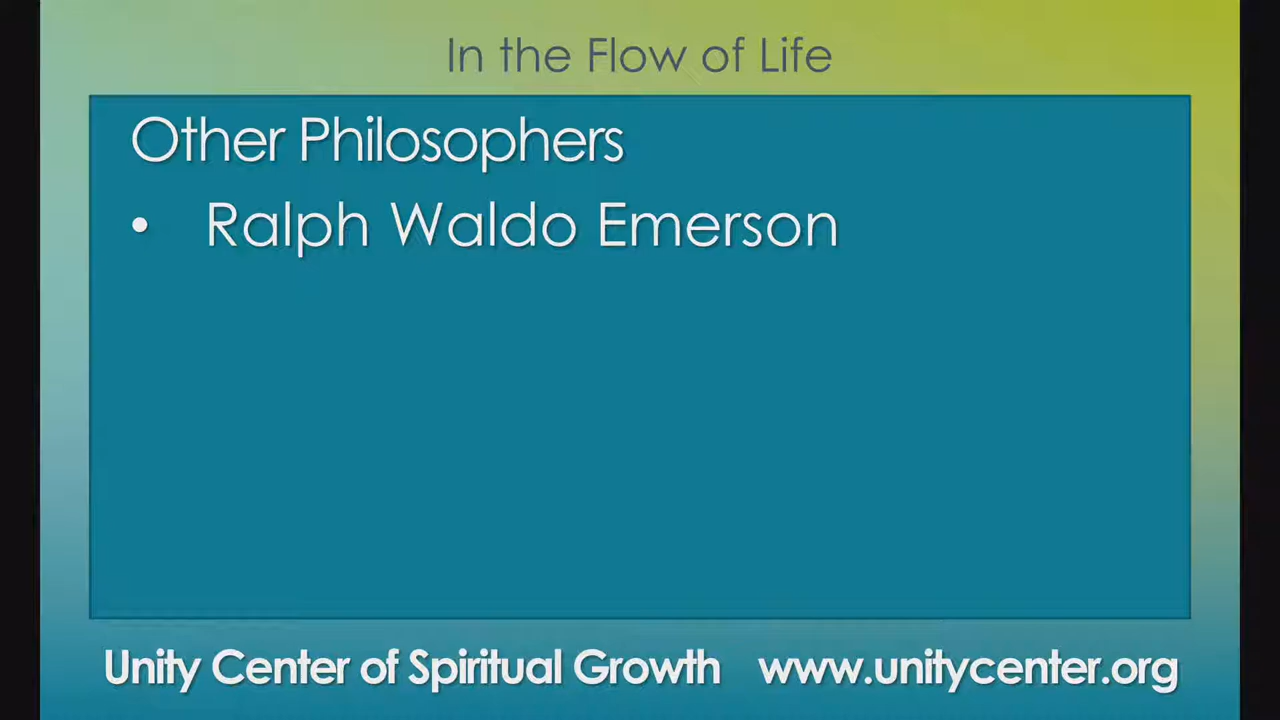 In the Flow of Life
Other Philosophers
• Ralph Waldo Emerson
Unity Center of Spiritual Growth www.unitycenter.org